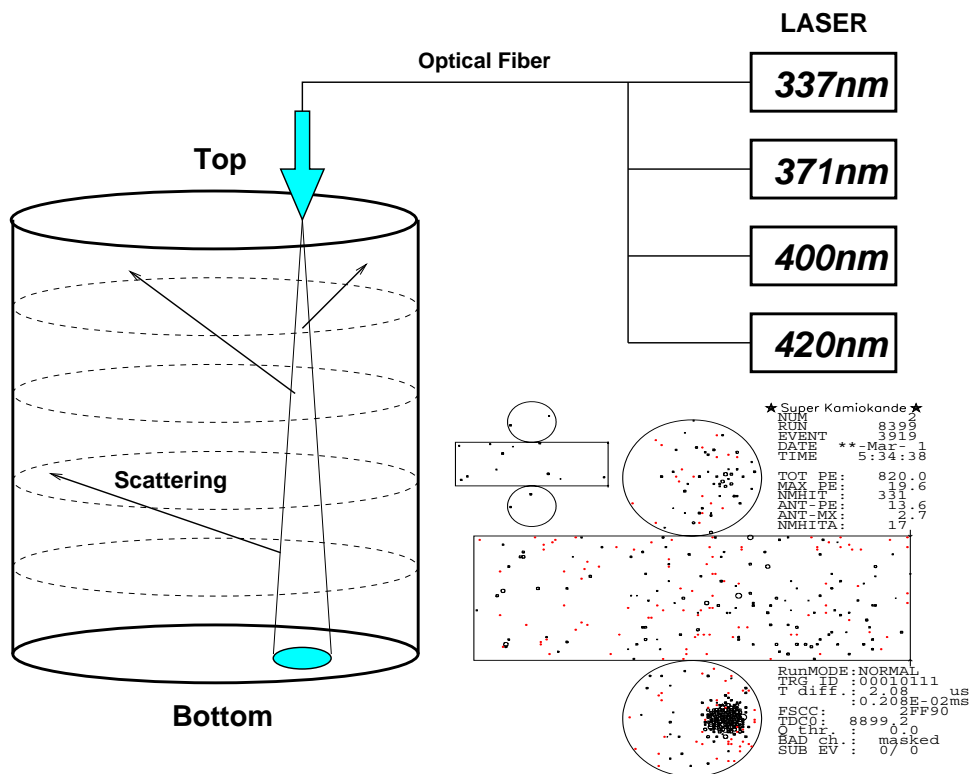 LASER
Optical Fiber
337nm
371nm
400nm
420nm
Top
Scattering
Bottom
★ Super Kamiokande ★
NUM 2
RUN 8399
EVENT 3919
DATE **-Mar- 1
TIME 5:34:38
TOT PE: 820.0
MAX PE: 19.6
NMHIT : 331
ANT-PE: 13.6
ANT-MX: 2.7
NMHITA: 17
RunMODE:NORMAL
TRG ID :00010111
T diff.: 2.08 us
:0.208E-02ms
FSCC: 2FF90
TDC0: 8899.2
Q thr. : 0.0
BAD ch.: masked
SUB EV : 0/ 0